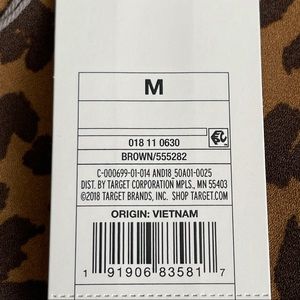 M
018 11 0630
BROWN/555282
C-000699-01-014 AND18_50A01-0025
DIST. BY TARGET CORPORATION MPLS., MN 55403
©2018 TARGET BRANDS, INC. SHOP TARGET.COM
ORIGIN: VIETNAM
1 91906 83581 7